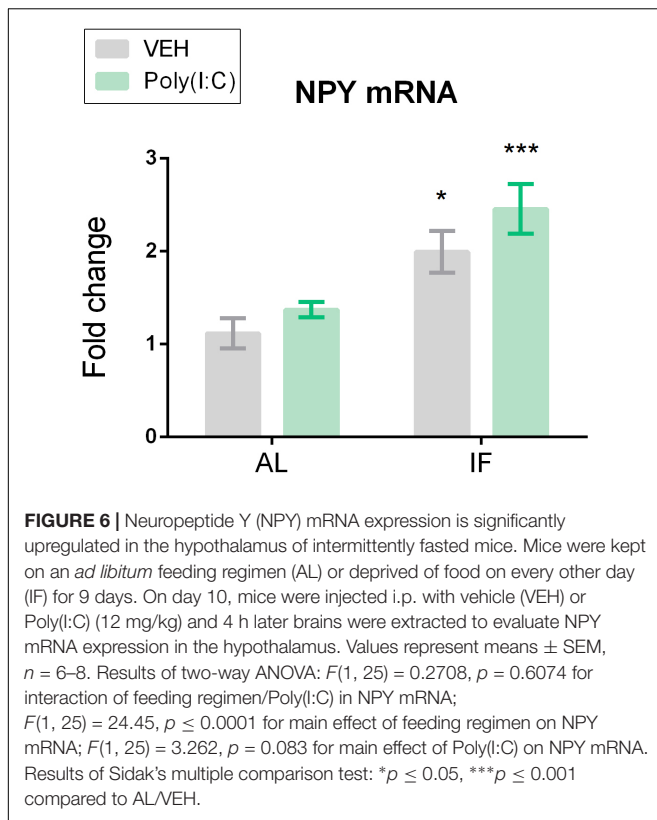 VEH
Poly(I:C)
NPY mRNA
Fold change
3
2
1
0
*
***
AL
IF
FIGURE 6 | Neuropeptide Y (NPY) mRNA expression is significantly
upregulated in the hypothalamus of intermittently fasted mice. Mice were kept
on an ad libitum feeding regimen (AL) or deprived of food on every other day
(IF) for 9 days. On day 10, mice were injected i.p. with vehicle (VEH) or
Poly(I:C) (12 mg/kg) and 4 h later brains were extracted to evaluate NPY
mRNA expression in the hypothalamus. Values represent means ± SEM,
n = 6–8. Results of two-way ANOVA: F(1, 25) = 0.2708, p = 0.6074 for
interaction of feeding regimen/Poly(I:C) in NPY mRNA;
F(1, 25) = 24.45, p ≤ 0.0001 for main effect of feeding regimen on NPY
mRNA; F(1, 25) = 3.262, p = 0.083 for main effect of Poly(I:C) on NPY mRNA.
Results of Sidak's multiple comparison test: *p ≤ 0.05, ***p ≤ 0.001
compared to AL/VEH.